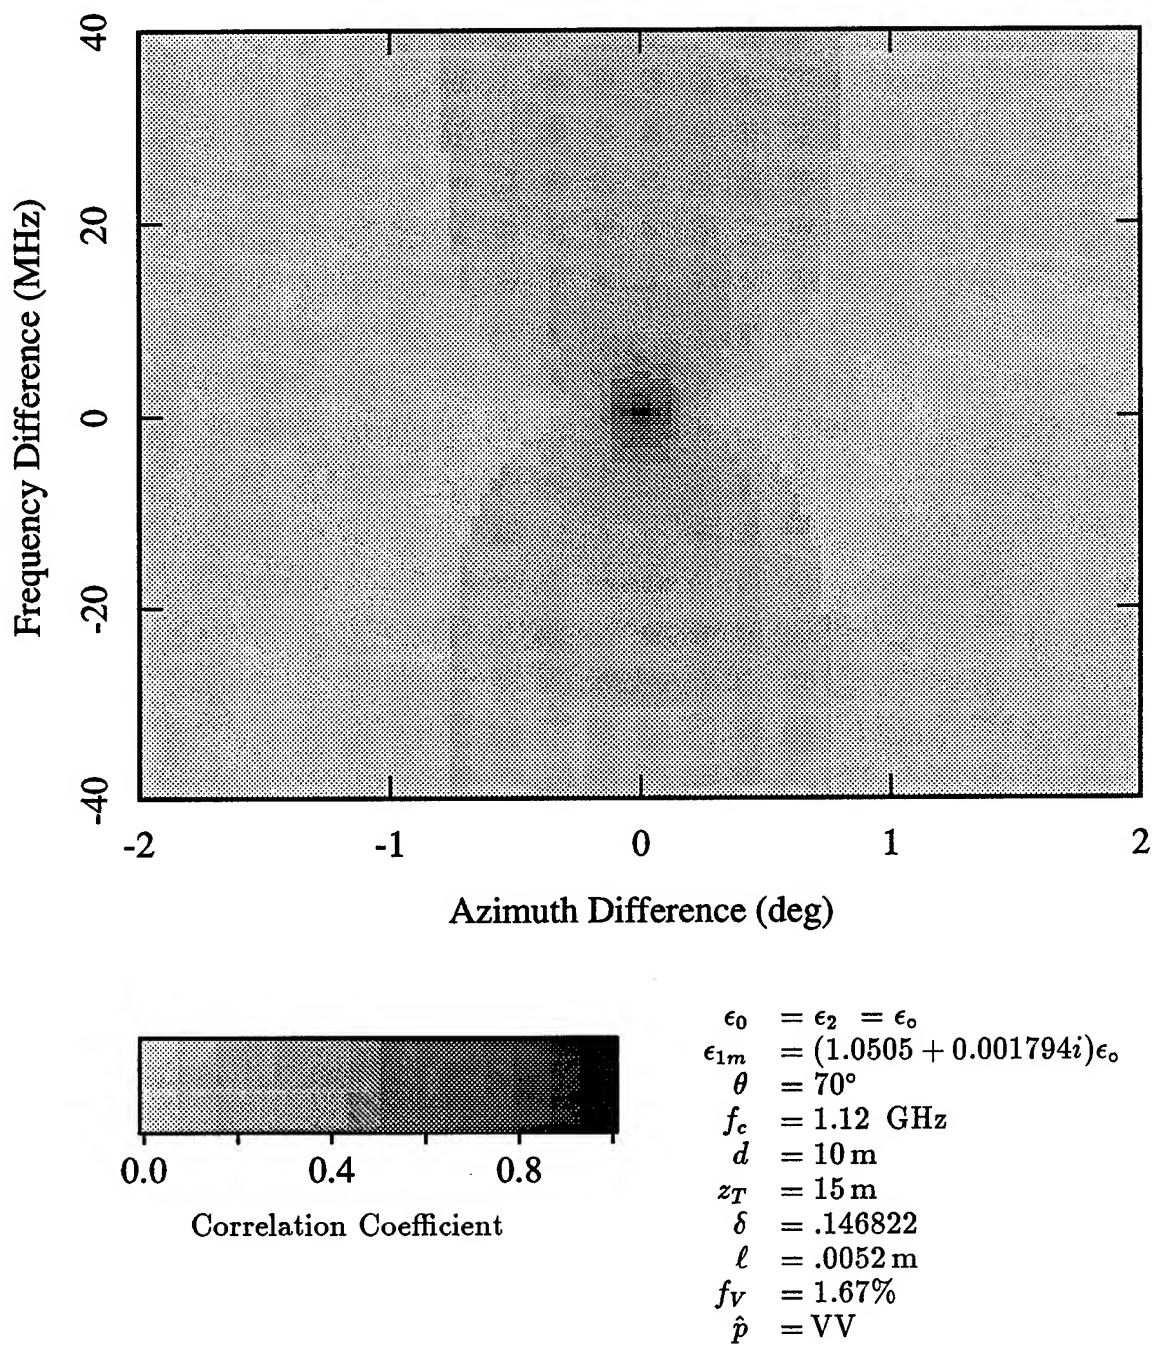 40
20
0
-20
-40
Frequency Difference (MHz)
-2 -1 0 1 2
Azimuth Difference (deg)
0.0 0.4 0.8
Correlation Coefficient
ϵ₀ = ϵ₂ = ϵ∘
ϵ₁ₘ = (1.0505 + 0.001794i)ϵ∘
θ = 70°
f_c = 1.12 GHz
d = 10 m
z_T = 15 m
δ = .146822
ℓ = .0052 m
f_V = 1.67%
p̂ = VV